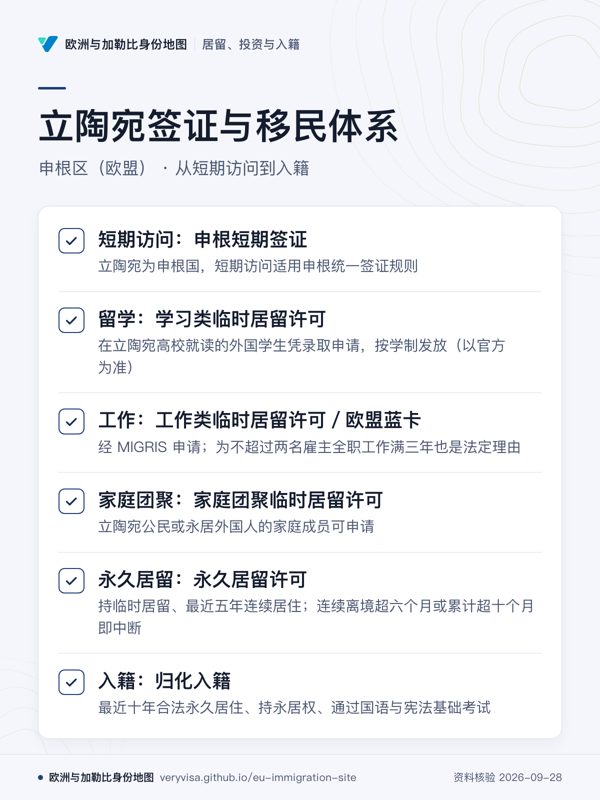 欧洲与加勒比身份地图 居留、投资与入籍
立陶宛签证与移民体系
申根区（欧盟） · 从短期访问到入籍
短期访问：申根短期签证
立陶宛为申根国，短期访问适用申根统一签证规则
留学：学习类临时居留许可
在立陶宛高校就读的外国学生凭录取申请，按学制发放（以官方
为准）
工作：工作类临时居留许可 / 欧盟蓝卡
经 MIGRIS 申请；为不超过两名雇主全职工作满三年也是法定理由
家庭团聚：家庭团聚临时居留许可
立陶宛公民或永居外国人的家庭成员可申请
永久居留：永久居留许可
持临时居留、最近五年连续居住；连续离境超六个月或累计超十个月
即中断
入籍：归化入籍
最近十年合法永久居住、持永居权、通过国语与宪法基础考试
欧洲与加勒比身份地图 veryvisa.github.io/eu-immigration-site 资料核验 2026-09-28